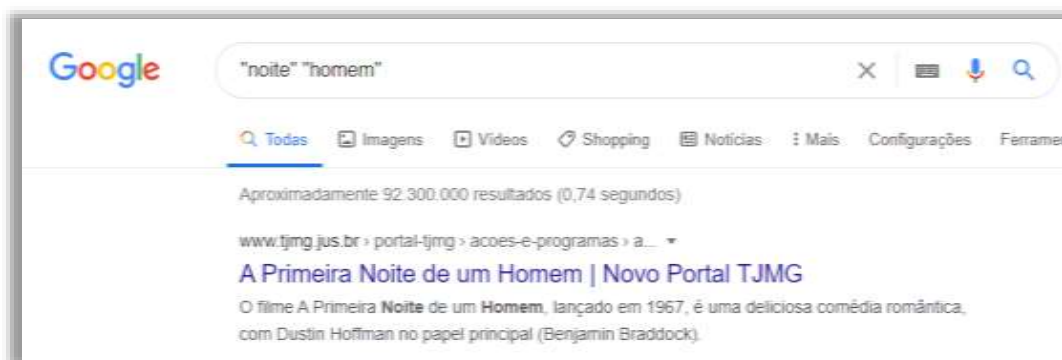 Google "noite" "homem"
Todas Imagens Vídeos Shopping Notícias Mais Configurações Ferrame
Aproximadamente 92.300.000 resultados (0,74 segundos)
www.tjmg.jus.br › portal-tjmg › acoes-e-programas › a...
A Primeira Noite de um Homem | Novo Portal TJMG
O filme A Primeira Noite de um Homem, lançado em 1967, é uma deliciosa comédia romântica,
com Dustin Hoffman no papel principal (Benjamin Braddock).